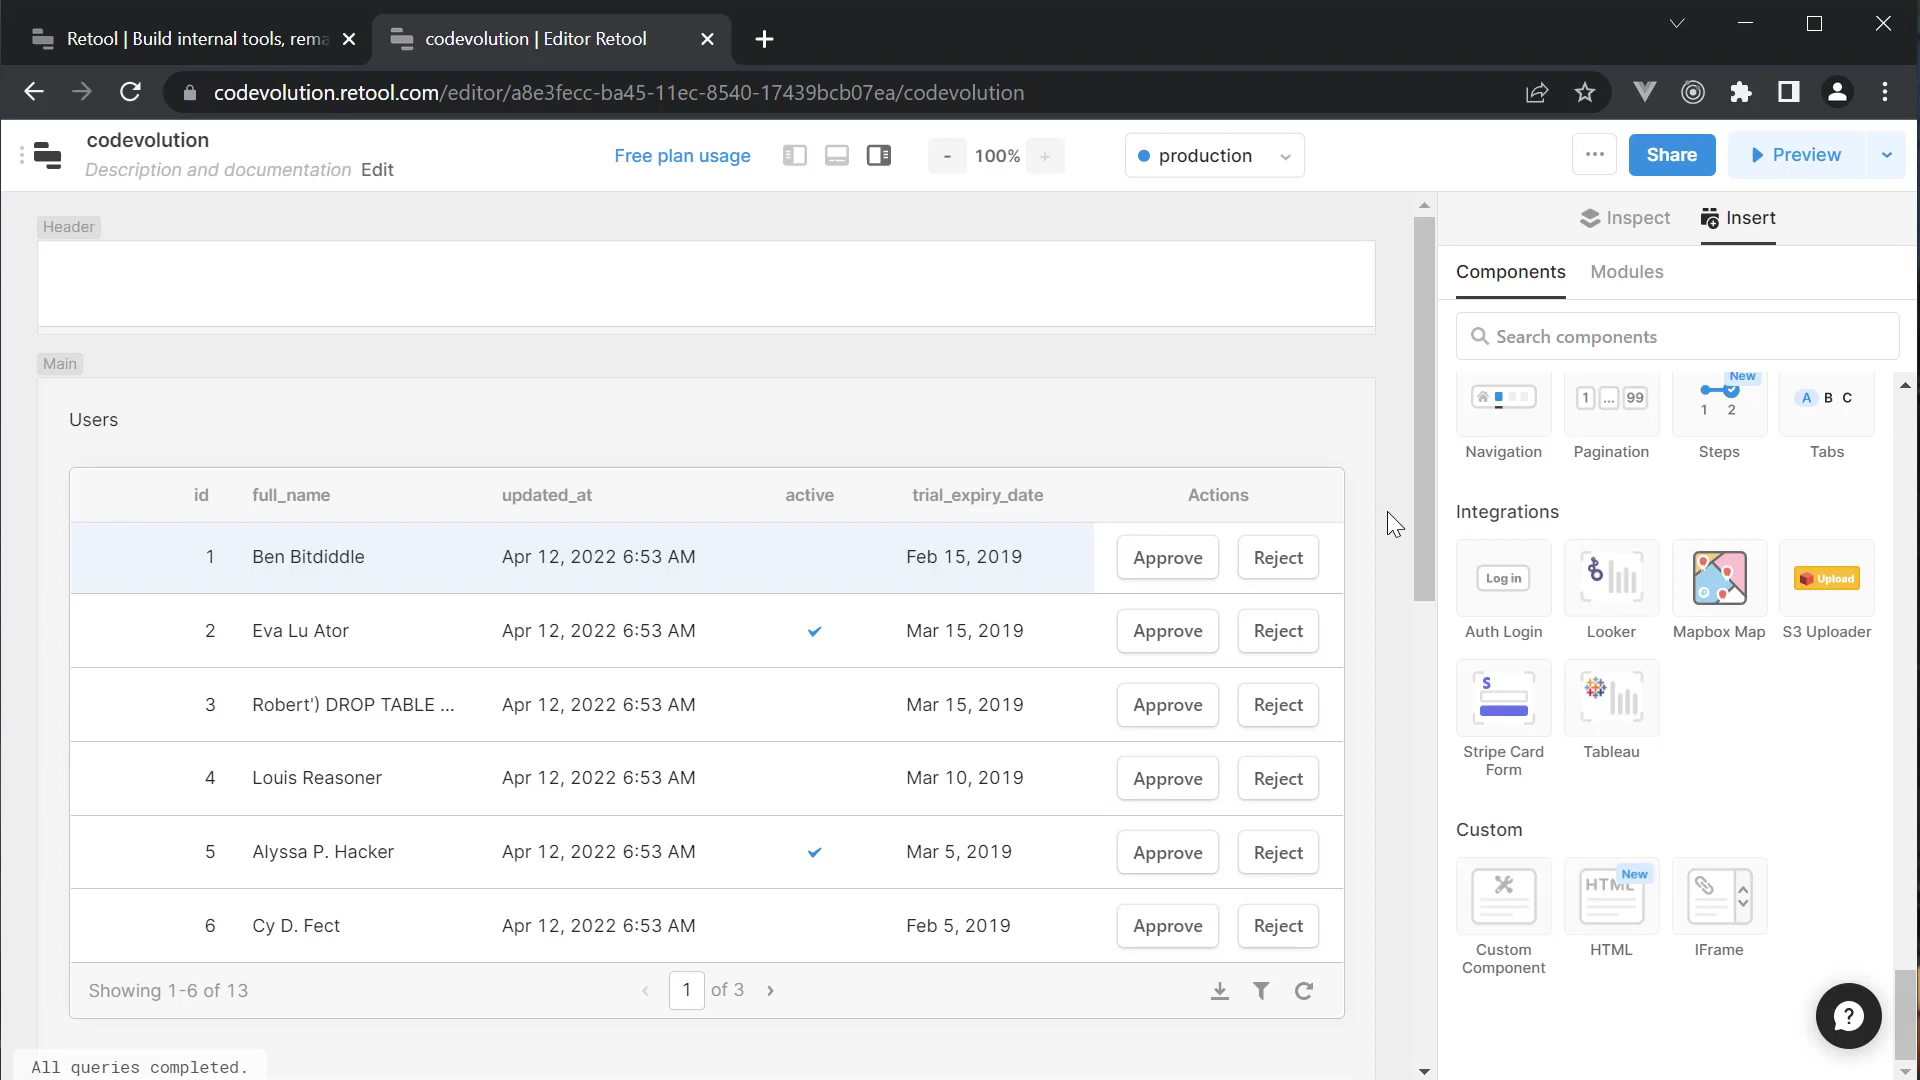 Retool | Build internal tools, rema
codevolution | Editor Retool
codevolution.retool.com/editor/a8e3fecc-ba45-11ec-8540-17439bcb07ea/codevolution
codevolution
Description and documentation Edit
Free plan usage
- 100% +
production
Share
Preview
Inspect Insert
Components Modules
Search components
Header
Main
Users
id full_name updated_at active trial_expiry_date Actions
1 Ben Bitdiddle Apr 12, 2022 6:53 AM Feb 15, 2019 Approve Reject
2 Eva Lu Ator Apr 12, 2022 6:53 AM Mar 15, 2019 Approve Reject
3 Robert') DROP TABLE ... Apr 12, 2022 6:53 AM Mar 15, 2019 Approve Reject
4 Louis Reasoner Apr 12, 2022 6:53 AM Mar 10, 2019 Approve Reject
5 Alyssa P. Hacker Apr 12, 2022 6:53 AM Mar 5, 2019 Approve Reject
6 Cy D. Fect Apr 12, 2022 6:53 AM Feb 5, 2019 Approve Reject
Showing 1-6 of 13
1 of 3
All queries completed.
1 ... 99
New
1 2
A B C
Navigation Pagination Steps Tabs
Integrations
Log in
Upload
Auth Login Looker Mapbox Map S3 Uploader
S
Stripe Card Form
Tableau
Custom
HTML
New
Custom Component
HTML
IFrame
?